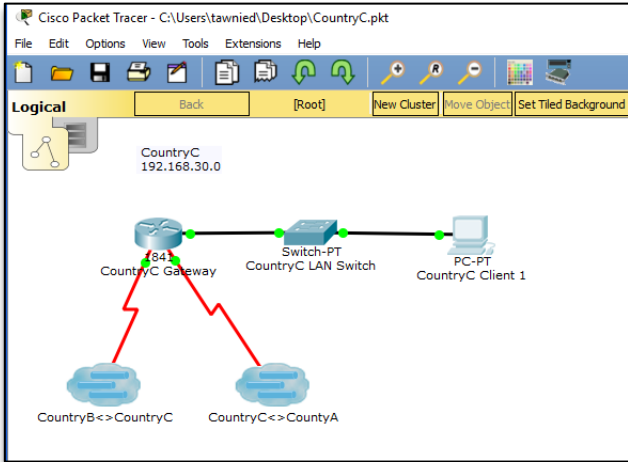 Cisco Packet Tracer - C:\Users\tawnied\Desktop\CountryC.pkt
File Edit Options View Tools Extensions Help
R
Logical Back [Root] New Cluster Move Object Set Tiled Background
CountryC
192.168.30.0
1841
CountryC Gateway
Switch-PT
CountryC LAN Switch
PC-PT
CountryC Client 1
CountryB<>CountryC
CountryC<>CountyA